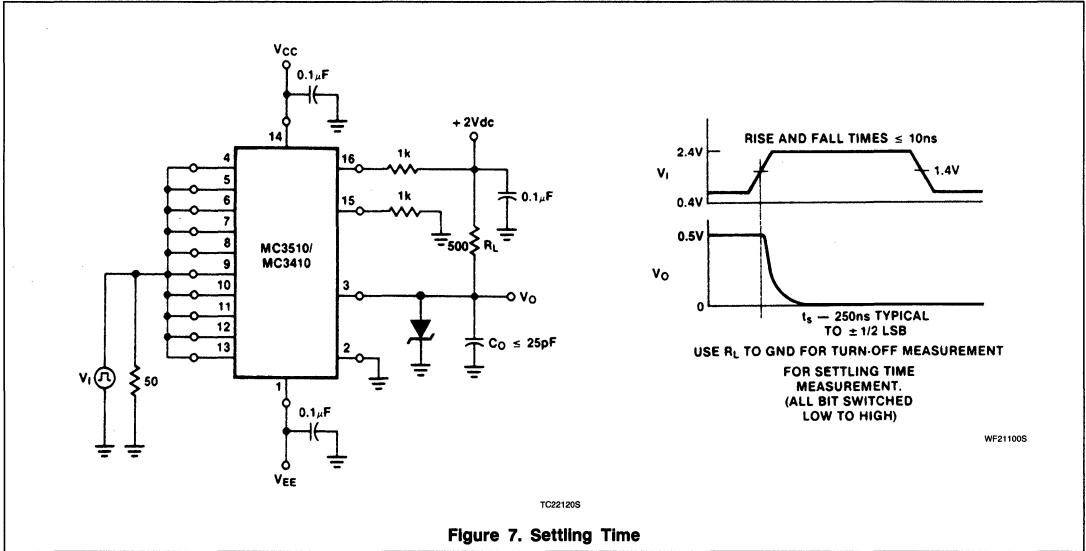 VCC
0.1μF
14
+2Vdc
4
5
6
7
8
9
10
11
12
13
16
1k
15
1k
0.1μF
500 RL
MC3510/
MC3410
3
VO
CO ≤ 25pF
2
VI
50
1
0.1μF
VEE
TC22120S
RISE AND FALL TIMES ≤ 10ns
2.4V
VI
1.4V
0.4V
0.5V
VO
0
ts — 250ns TYPICAL
TO ± 1/2 LSB
USE RL TO GND FOR TURN-OFF MEASUREMENT
FOR SETTLING TIME
MEASUREMENT.
(ALL BIT SWITCHED
LOW TO HIGH)
WF21100S
Figure 7. Settling Time